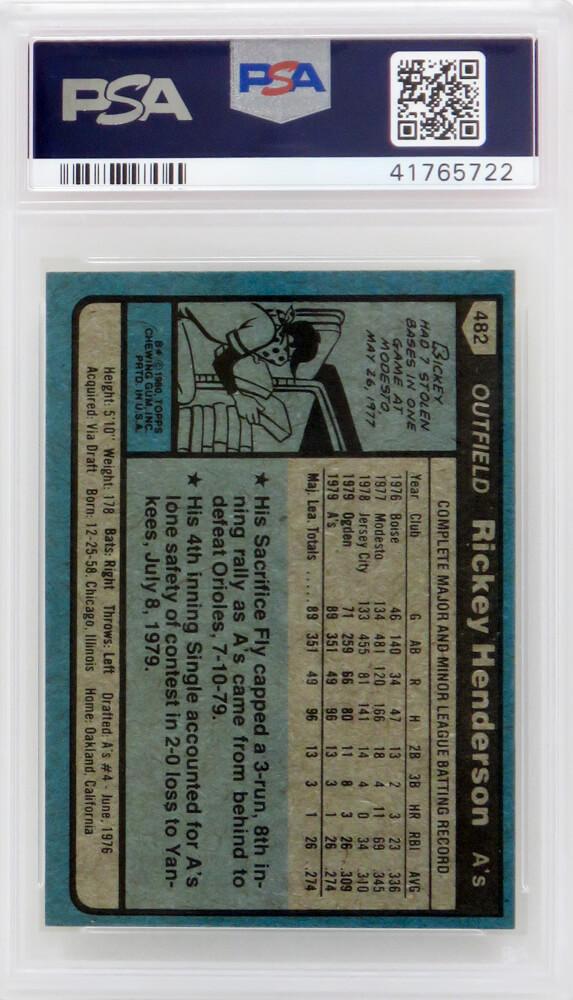 PSA
PSA
41765722
482 OUTFIELD Rickey Henderson A's
Rickey
HAD 7 STOLEN
BASES IN ONE
GAME AT
MODESTO,
MAY 26, 1977
B* © 1980, TOPPS
CHEWING GUM, INC.
PRTD. IN U.S.A.
COMPLETE MAJOR AND MINOR LEAGUE BATTING RECORD
Year Club G AB R H 2B 3B HR RBI AVG.
1976 Boise 46 140 34 47 13 2 3 23 .336
1977 Modesto 134 481 120 166 18 4 11 69 .345
1978 Jersey City 133 455 81 141 14 4 0 34 .310
1979 Ogden 71 259 66 80 11 8 3 26 .309
1979 A's 89 351 49 96 13 3 1 26 .274
Maj. Lea. Totals ..... 89 351 49 96 13 3 1 26 .274
★ His Sacrifice Fly capped a 3-run, 8th in-
ning rally as A's came from behind to
defeat Orioles, 7-10-79.
★ His 4th inning Single accounted for A's
lone safety of contest in 2-0 loss to Yan-
kees, July 8, 1979.
Height: 5'10" Weight: 178 Bats: Right Throws: Left Drafted: A's #4 - June, 1976
Acquired: Via Draft Born: 12-25-58, Chicago, Illinois Home: Oakland, California